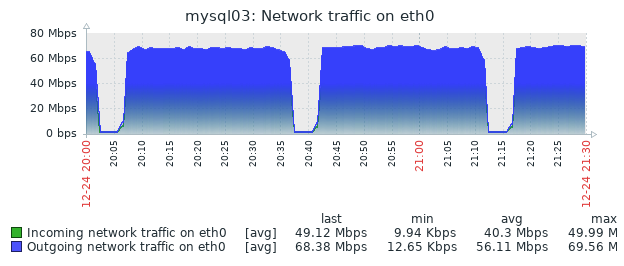 mysql03: Network traffic on eth0
80 Mbps
60 Mbps
40 Mbps
20 Mbps
0 bps
12-24 20:00
20:05
20:10
20:15
20:20
20:25
20:30
20:35
20:40
20:45
20:50
20:55
21:00
21:05
21:10
21:15
21:20
21:25
12-24 21:30
last min avg max
Incoming network traffic on eth0 [avg] 49.12 Mbps 9.94 Kbps 40.3 Mbps 49.99 M
Outgoing network traffic on eth0 [avg] 68.38 Mbps 12.65 Kbps 56.11 Mbps 69.56 M